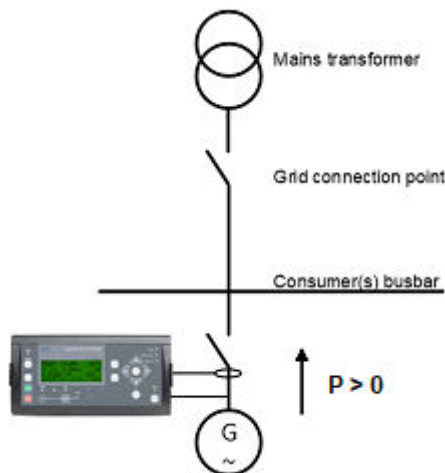 Mains transformer
Grid connection point
Consumer(s) busbar
P > 0
G
~